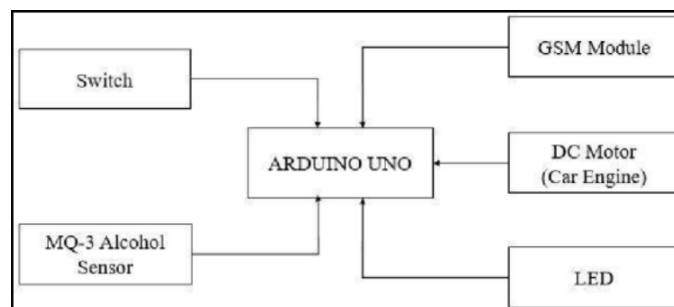 Switch
MQ-3 Alcohol
Sensor
ARDUINO UNO
GSM Module
DC Motor
(Car Engine)
LED